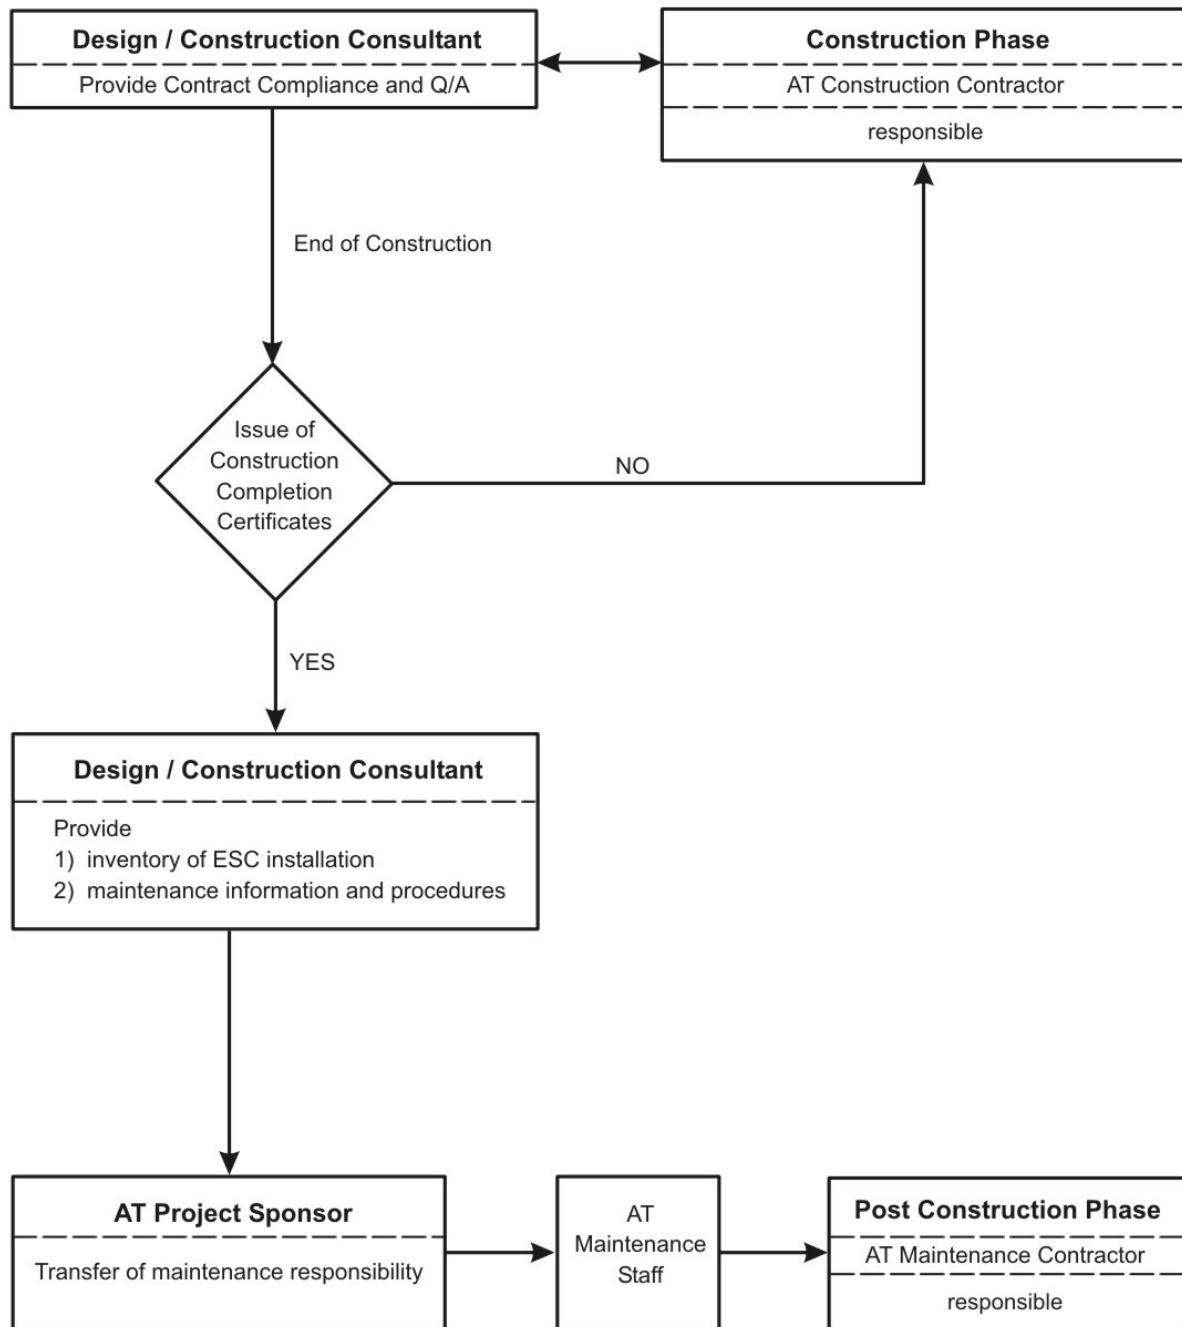 Design / Construction Consultant
Provide Contract Compliance and Q/A
Construction Phase
AT Construction Contractor
responsible
End of Construction
Issue of
Construction
Completion
Certificates
NO
YES
Design / Construction Consultant
Provide
1) inventory of ESC installation
2) maintenance information and procedures
AT Project Sponsor
Transfer of maintenance responsibility
AT
Maintenance
Staff
Post Construction Phase
AT Maintenance Contractor
responsible